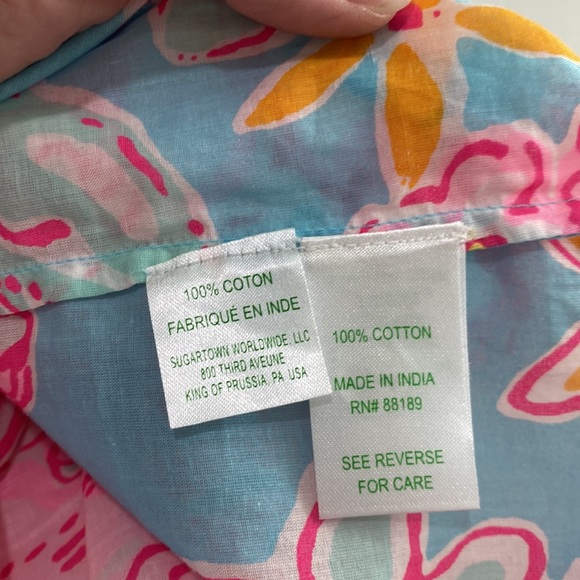 100% COTON
FABRIQUÉ EN INDE
SUGARTOWN WORLDWIDE, LLC
800 THIRD AVEUNE
KING OF PRUSSIA, PA USA
100% COTTON
MADE IN INDIA
RN# 88189
SEE REVERSE
FOR CARE